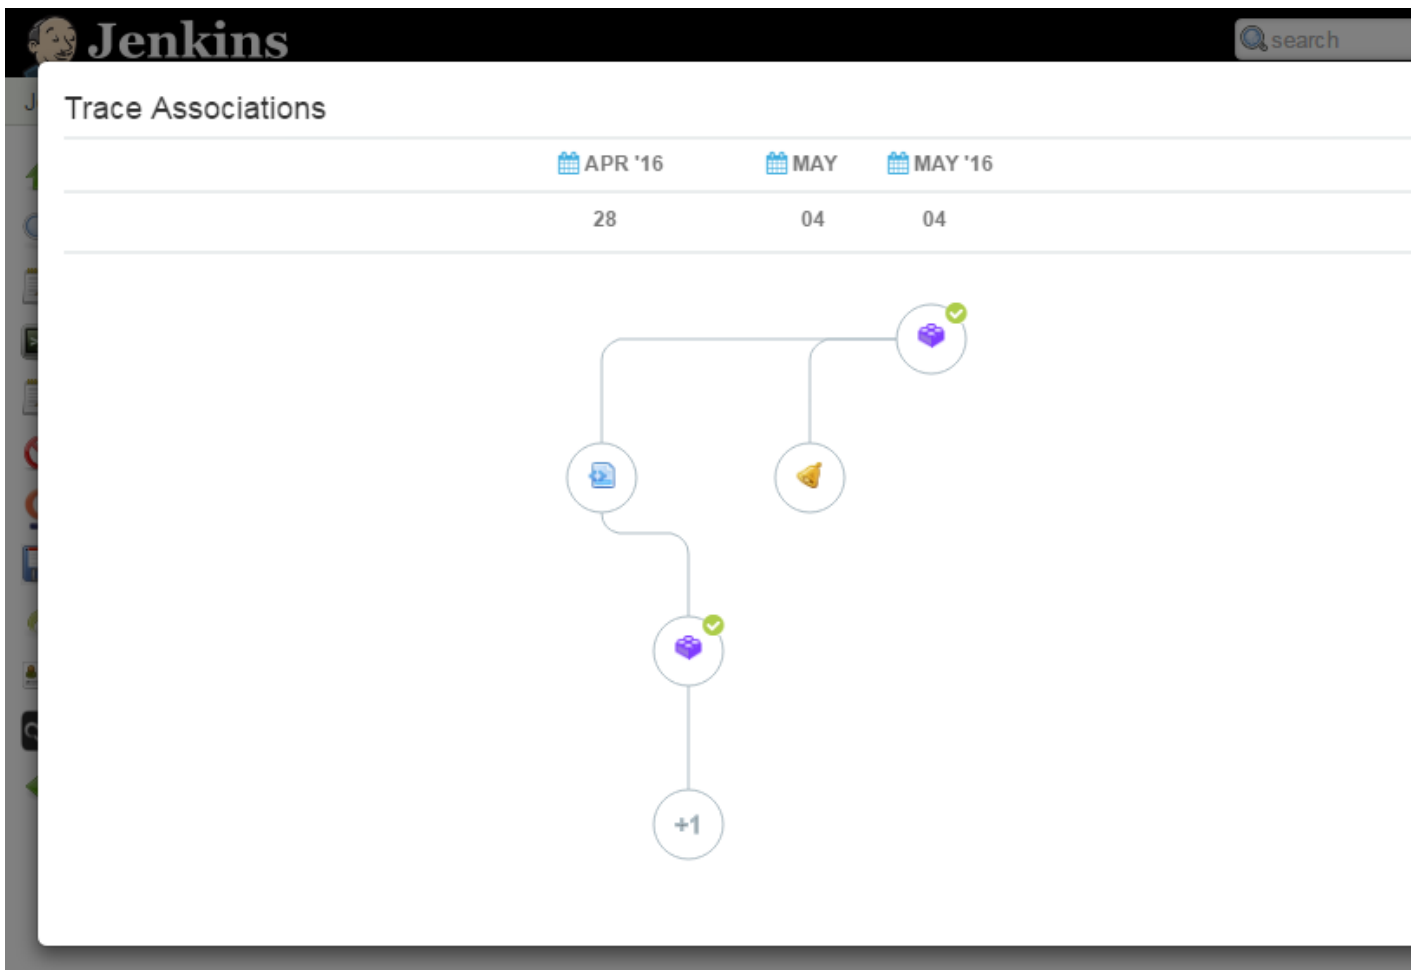 Jenkins
search
J
Trace Associations
APR '16 MAY MAY '16
28 04 04
+1